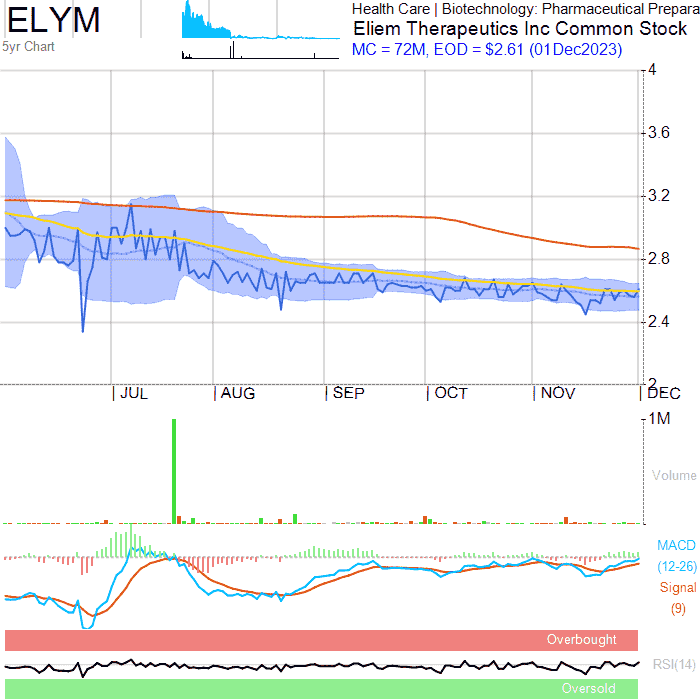 ELYM
5yr Chart
Health Care | Biotechnology: Pharmaceutical Prepara
Eliem Therapeutics Inc Common Stock
MC = 72M, EOD = $2.61 (01Dec2023)
4
3.6
3.2
2.8
2.4
2
JUL AUG SEP OCT NOV DEC
1M
Volume
MACD
(12-26)
Signal
(9)
Overbought
RSI(14)
Oversold